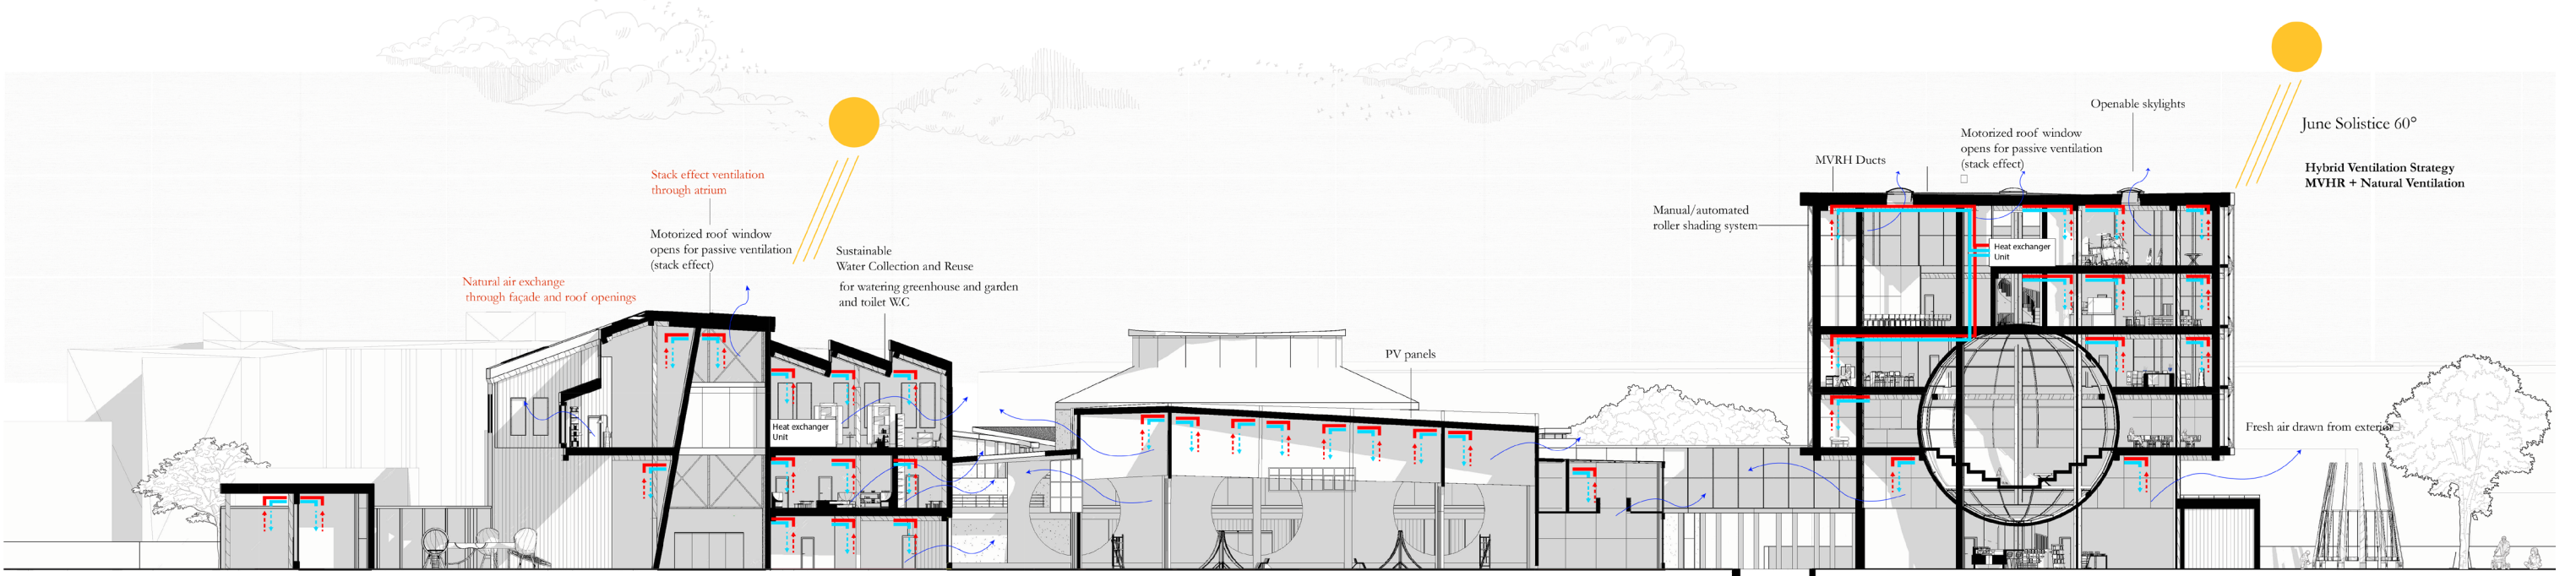 Stack effect ventilation
through atrium
Motorized roof window
opens for passive ventilation
(stack effect)
Natural air exchange
through façade and roof openings
Sustainable
Water Collection and Reuse
for watering greenhouse and garden
and toilet W.C
Heat exchanger
Unit
PV panels
Manual/automated
roller shading system
MVRH Ducts
Motorized roof window
opens for passive ventilation
(stack effect)
Openable skylights
Heat exchanger
Unit
June Solistice 60°
Hybrid Ventilation Strategy
MVHR + Natural Ventilation
Fresh air drawn from exterior